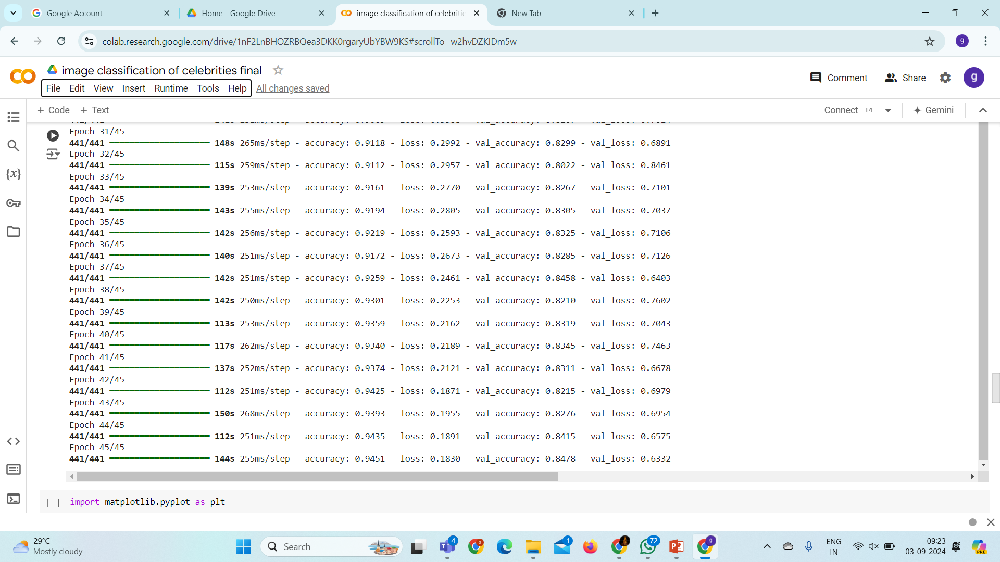 Google Account
Home - Google Drive
image classification of celebritie
New Tab
colab.research.google.com/drive/1nF2LnBHOZRBQea3DKK0rgaryUbYBW9KS#scrollTo=w2hvDZKIDm5w
g
image classification of celebrities final
Comment
Share
g
File Edit View Insert Runtime Tools Help All changes saved
+ Code + Text
Connect T4
Gemini
Epoch 31/45
441/441 148s 265ms/step - accuracy: 0.9118 - loss: 0.2992 - val_accuracy: 0.8299 - val_loss: 0.6891
Epoch 32/45
441/441 115s 259ms/step - accuracy: 0.9112 - loss: 0.2957 - val_accuracy: 0.8022 - val_loss: 0.8461
Epoch 33/45
441/441 139s 253ms/step - accuracy: 0.9161 - loss: 0.2770 - val_accuracy: 0.8267 - val_loss: 0.7101
Epoch 34/45
441/441 143s 255ms/step - accuracy: 0.9194 - loss: 0.2805 - val_accuracy: 0.8305 - val_loss: 0.7037
Epoch 35/45
441/441 142s 256ms/step - accuracy: 0.9219 - loss: 0.2593 - val_accuracy: 0.8325 - val_loss: 0.7106
Epoch 36/45
441/441 140s 251ms/step - accuracy: 0.9172 - loss: 0.2673 - val_accuracy: 0.8285 - val_loss: 0.7126
Epoch 37/45
441/441 142s 251ms/step - accuracy: 0.9259 - loss: 0.2461 - val_accuracy: 0.8458 - val_loss: 0.6403
Epoch 38/45
441/441 142s 250ms/step - accuracy: 0.9301 - loss: 0.2253 - val_accuracy: 0.8210 - val_loss: 0.7602
Epoch 39/45
441/441 113s 253ms/step - accuracy: 0.9359 - loss: 0.2162 - val_accuracy: 0.8319 - val_loss: 0.7043
Epoch 40/45
441/441 117s 262ms/step - accuracy: 0.9340 - loss: 0.2189 - val_accuracy: 0.8345 - val_loss: 0.7463
Epoch 41/45
441/441 137s 252ms/step - accuracy: 0.9374 - loss: 0.2121 - val_accuracy: 0.8311 - val_loss: 0.6678
Epoch 42/45
441/441 112s 251ms/step - accuracy: 0.9425 - loss: 0.1871 - val_accuracy: 0.8215 - val_loss: 0.6979
Epoch 43/45
441/441 150s 268ms/step - accuracy: 0.9393 - loss: 0.1955 - val_accuracy: 0.8276 - val_loss: 0.6954
Epoch 44/45
441/441 112s 251ms/step - accuracy: 0.9435 - loss: 0.1891 - val_accuracy: 0.8415 - val_loss: 0.6575
Epoch 45/45
441/441 144s 255ms/step - accuracy: 0.9451 - loss: 0.1830 - val_accuracy: 0.8478 - val_loss: 0.6332
[ ] import matplotlib.pyplot as plt
29°C
Mostly cloudy
Search
4
1
72
ENG
IN
09:23
03-09-2024
PRE